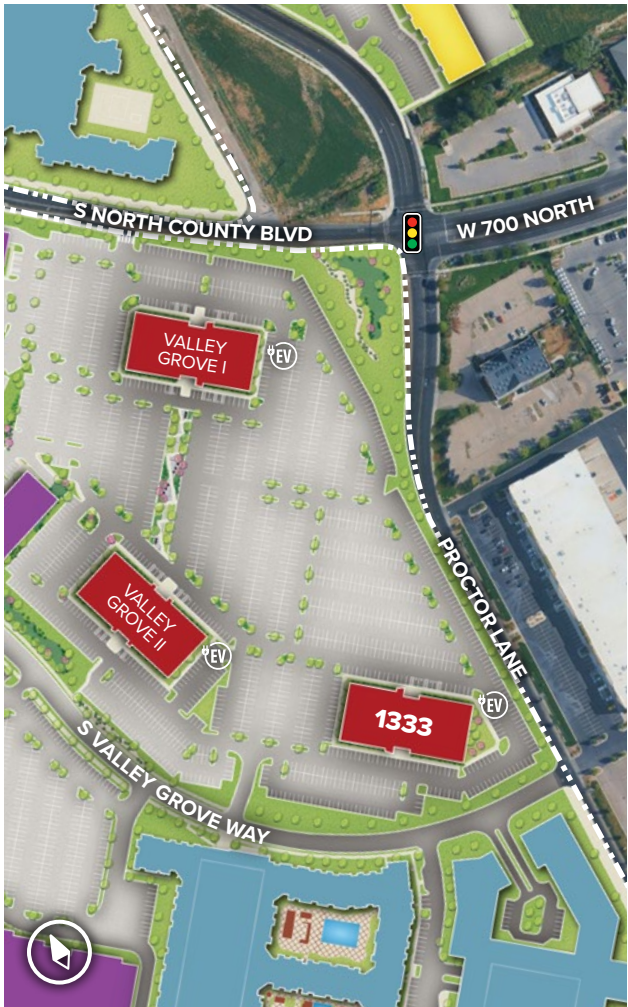 S NORTH COUNTY BLVD
W 700 NORTH
VALLEY
GROVE I
EV
PROCTOR LANE
VALLEY
GROVE II
EV
EV
1333
S VALLEY GROVE WAY